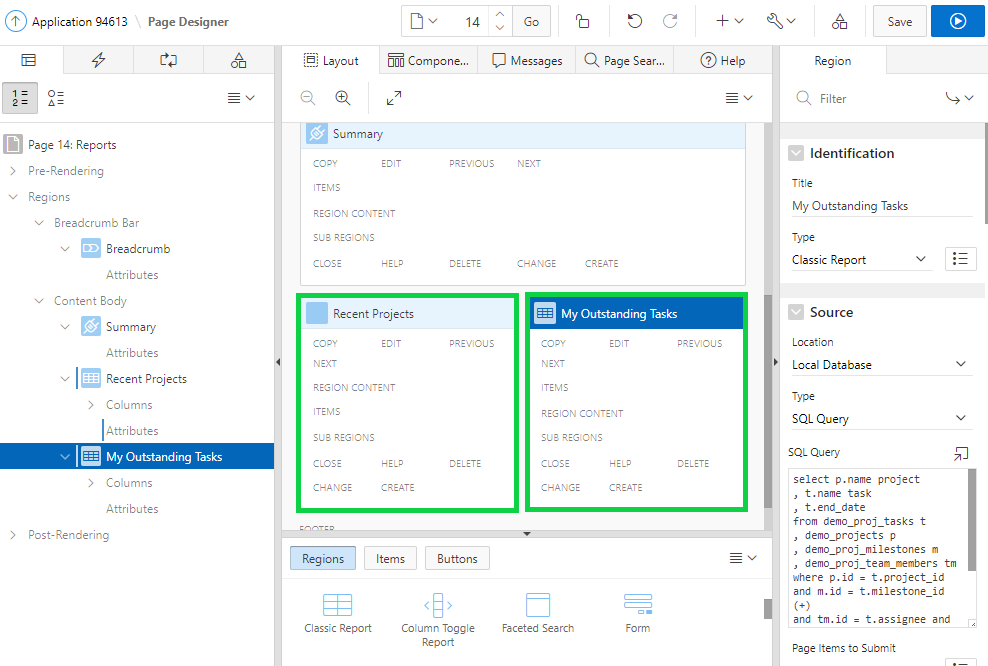 Application 94613 \ Page Designer
14 Go Save
Layout Compone... Messages Page Sear... Help Region
1 2
Filter
Page 14: Reports
Pre-Rendering
Regions
Breadcrumb Bar
Breadcrumb
Attributes
Content Body
Summary
Attributes
Recent Projects
Columns
Attributes
My Outstanding Tasks
Columns
Attributes
Post-Rendering
Summary
COPY EDIT PREVIOUS NEXT
ITEMS
REGION CONTENT
SUB REGIONS
CLOSE HELP DELETE CHANGE CREATE
Recent Projects
COPY EDIT PREVIOUS
NEXT
REGION CONTENT
ITEMS
SUB REGIONS
CLOSE HELP DELETE
CHANGE CREATE
My Outstanding Tasks
COPY EDIT PREVIOUS
NEXT
ITEMS
REGION CONTENT
SUB REGIONS
CLOSE HELP DELETE
CHANGE CREATE
FOOTER
Regions Items Buttons
Classic Report
Column Toggle
Report
Faceted Search
Form
Identification
Title
My Outstanding Tasks
Type
Classic Report
Source
Location
Local Database
Type
SQL Query
SQL Query
select p.name project
, t.name task
, t.end_date
from demo_proj_tasks t
, demo_projects p
, demo_proj_milestones m
, demo_proj_team_members tm
where p.id = t.project_id
and m.id = t.milestone_id
(+)
and tm.id = t.assignee and
Page Items to Submit